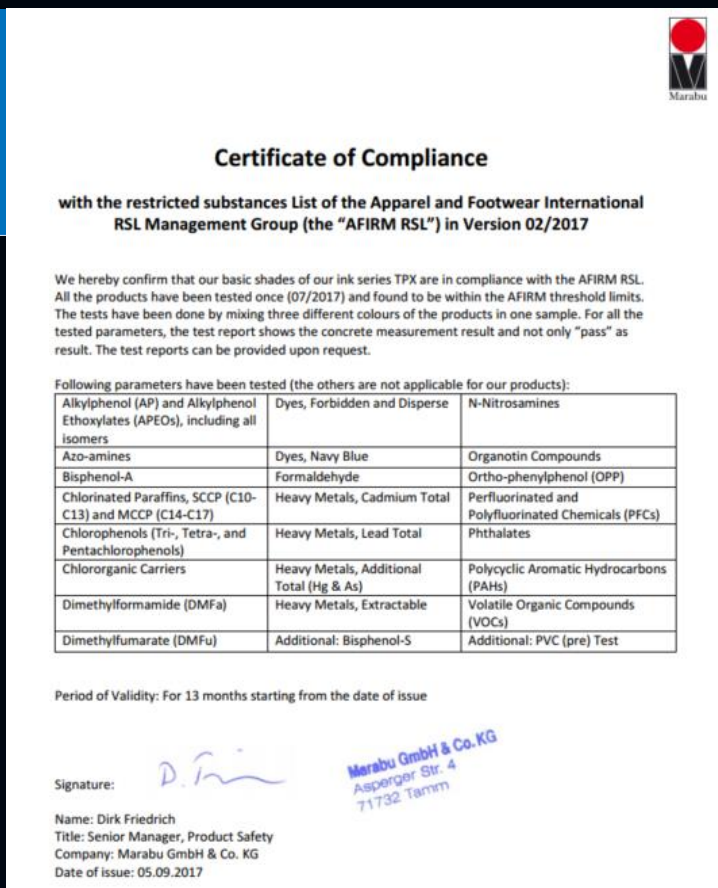 Marabu
Certificate of Compliance
with the restricted substances List of the Apparel and Footwear International
RSL Management Group (the “AFIRM RSL”) in Version 02/2017
We hereby confirm that our basic shades of our ink series TPX are in compliance with the AFIRM RSL.
All the products have been tested once (07/2017) and found to be within the AFIRM threshold limits.
The tests have been done by mixing three different colours of the products in one sample. For all the
tested parameters, the test report shows the concrete measurement result and not only “pass” as
result. The test reports can be provided upon request.
Following parameters have been tested (the others are not applicable for our products):
Alkylphenol (AP) and Alkylphenol
Ethoxylates (APEOs), including all
isomers
Dyes, Forbidden and Disperse
N-Nitrosamines
Azo-amines
Dyes, Navy Blue
Organotin Compounds
Bisphenol-A
Formaldehyde
Ortho-phenylphenol (OPP)
Chlorinated Paraffins, SCCP (C10-
C13) and MCCP (C14-C17)
Heavy Metals, Cadmium Total
Perfluorinated and
Polyfluorinated Chemicals (PFCs)
Chlorophenols (Tri-, Tetra-, and
Pentachlorophenols)
Heavy Metals, Lead Total
Phthalates
Chlororganic Carriers
Heavy Metals, Additional
Total (Hg & As)
Polycyclic Aromatic Hydrocarbons
(PAHs)
Dimethylformamide (DMFa)
Heavy Metals, Extractable
Volatile Organic Compounds
(VOCs)
Dimethylfumarate (DMFu)
Additional: Bisphenol-S
Additional: PVC (pre) Test
Period of Validity: For 13 months starting from the date of issue
Signature:
Marabu GmbH & Co. KG
Asperger Str. 4
71732 Tamm
Name: Dirk Friedrich
Title: Senior Manager, Product Safety
Company: Marabu GmbH & Co. KG
Date of issue: 05.09.2017